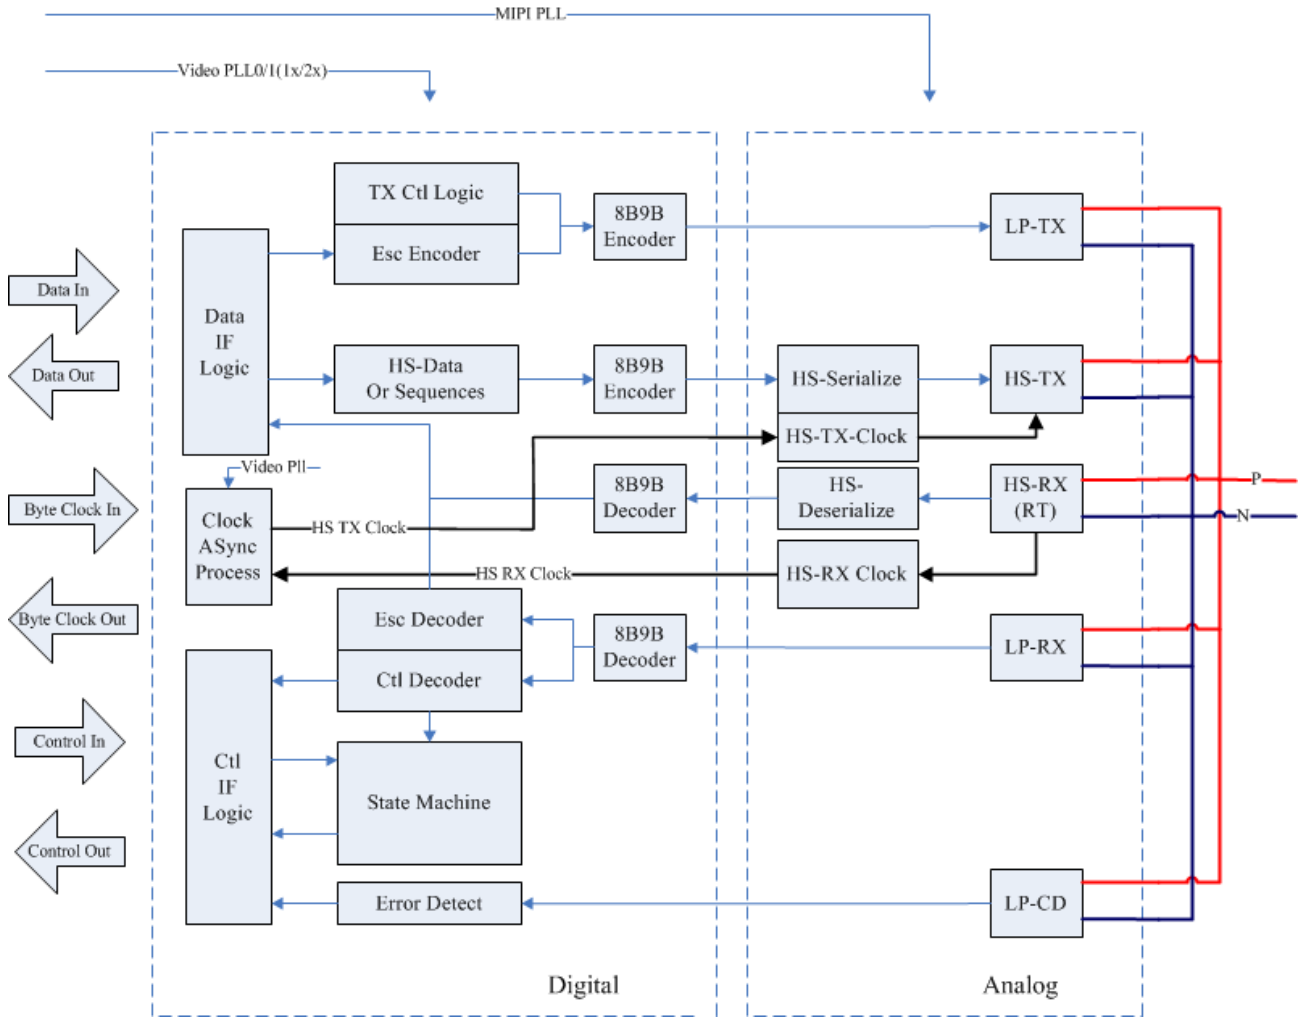 MIPI PLL
Video PLL0/1(1x/2x)
TX Ctl Logic
Esc Encoder
8B9B
Encoder
LP-TX
Data In
Data Out
Data
IF
Logic
HS-Data
Or Sequences
8B9B
Encoder
HS-Serialize
HS-TX-Clock
HS-TX
Video Pll
Byte Clock In
Clock
ASync
Process
HS TX Clock
8B9B
Decoder
HS-
Deserialize
HS-RX
(RT)
P
N
HS RX Clock
HS-RX Clock
Byte Clock Out
Esc Decoder
Ctl Decoder
8B9B
Decoder
LP-RX
Control In
Control Out
Ctl
IF
Logic
State Machine
Error Detect
LP-CD
Digital
Analog